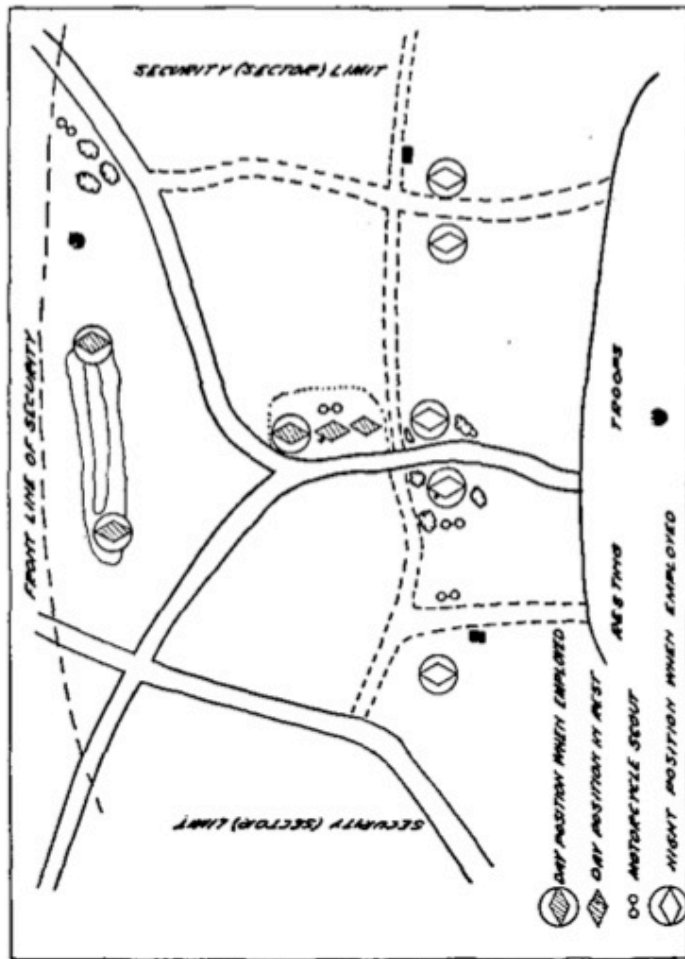 SECURITY (SECTOR) LIMIT
FRONT LINE OF SECURITY
RESTING TROOPS
SECURITY (SECTOR) LIMIT
DAY POSITION WHEN EMPLOYED
DAY POSITION IN REST
MOTORCYCLE SCOUT
NIGHT POSITION WHEN EMPLOYED